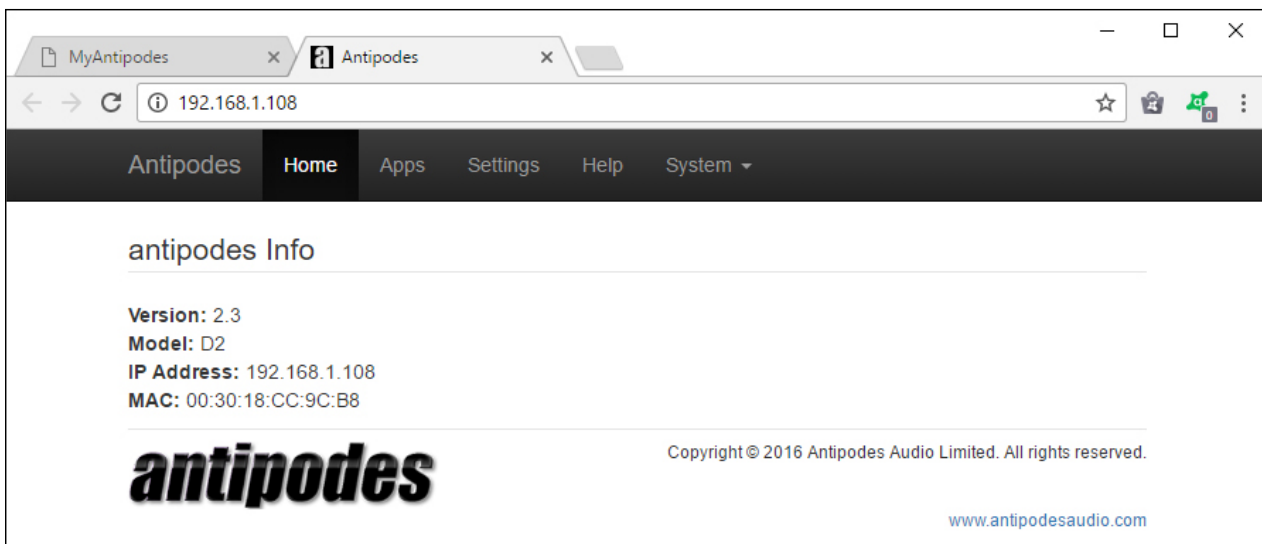 MyAntipodes
Antipodes
192.168.1.108
0
Antipodes Home Apps Settings Help System
antipodes Info
Version: 2.3
Model: D2
IP Address: 192.168.1.108
MAC: 00:30:18:CC:9C:B8
antipodes
Copyright © 2016 Antipodes Audio Limited. All rights reserved.
www.antipodesaudio.com